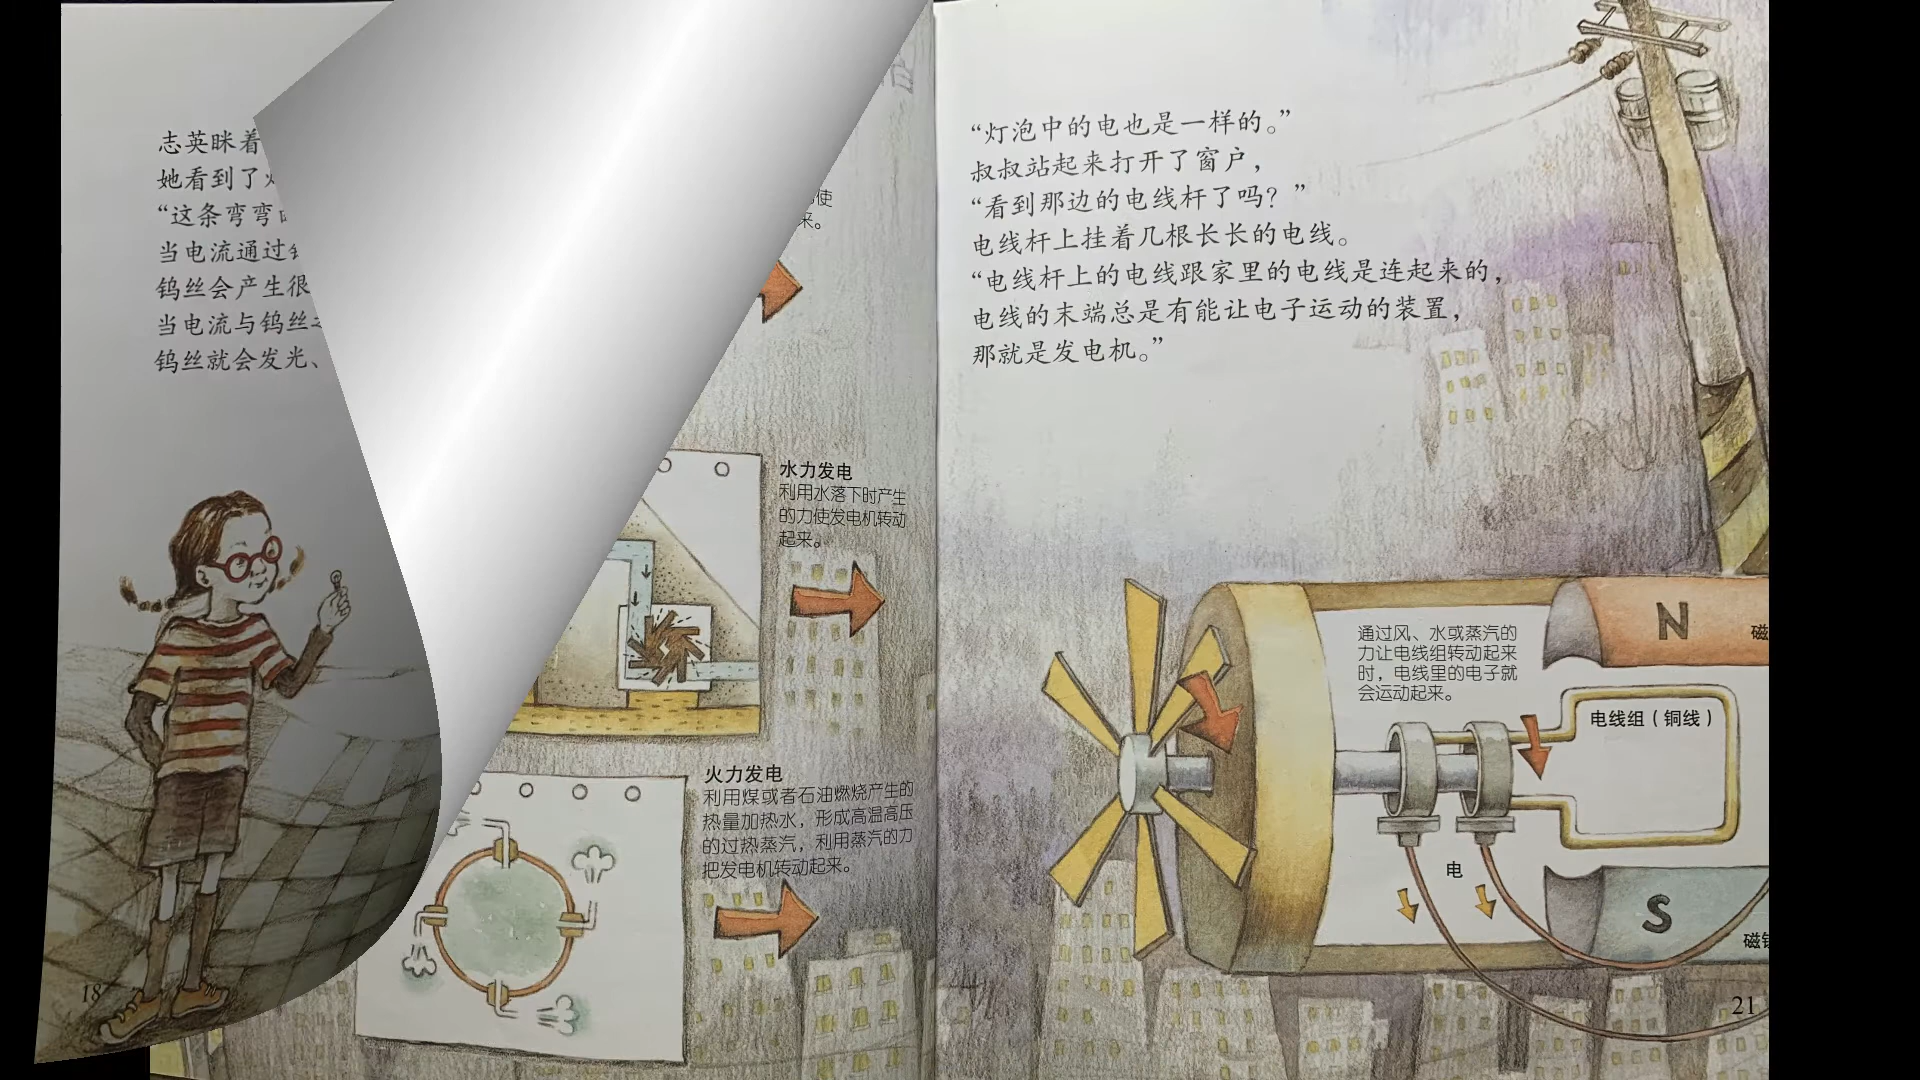 志英眯着
她看到了
“这条弯弯
当电流通过
钨丝会产生很
当电流与钨丝
钨丝就会发光、
18
使
来。
水力发电
利用水落下时产生
的力使发电机转动
起来。
火力发电
利用煤或者石油燃烧产生的
热量加热水，形成高温高压
的过热蒸汽，利用蒸汽的力
把发电机转动起来。
“灯泡中的电也是一样的。”
叔叔站起来打开了窗户，
“看到那边的电线杆了吗？”
电线杆上挂着几根长长的电线。
“电线杆上的电线跟家里的电线是连起来的，
电线的末端总是有能让电子运动的装置，
那就是发电机。”
通过风、水或蒸汽的
力让电线组转动起来
时，电线里的电子就
会运动起来。
N
磁
电线组（铜线）
电
S
磁铁
21